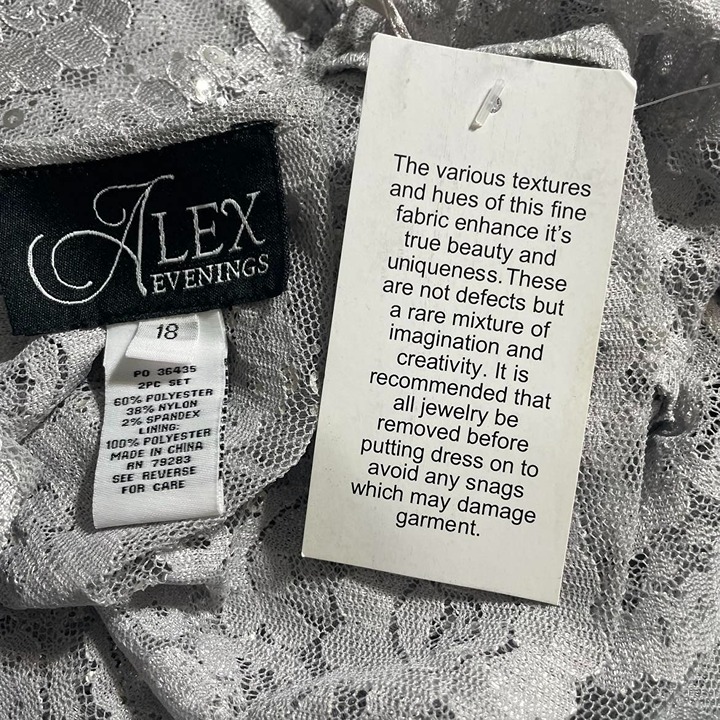 ALEX
EVENINGS
18
PO 36435
2PC SET
60% POLYESTER
38% NYLON
2% SPANDEX
LINING:
100% POLYESTER
MADE IN CHINA
RN 79283
SEE REVERSE
FOR CARE
The various textures
and hues of this fine
fabric enhance it's
true beauty and
uniqueness. These
are not defects but
a rare mixture of
imagination and
creativity. It is
recommended that
all jewelry be
removed before
putting dress on to
avoid any snags
which may damage
garment.